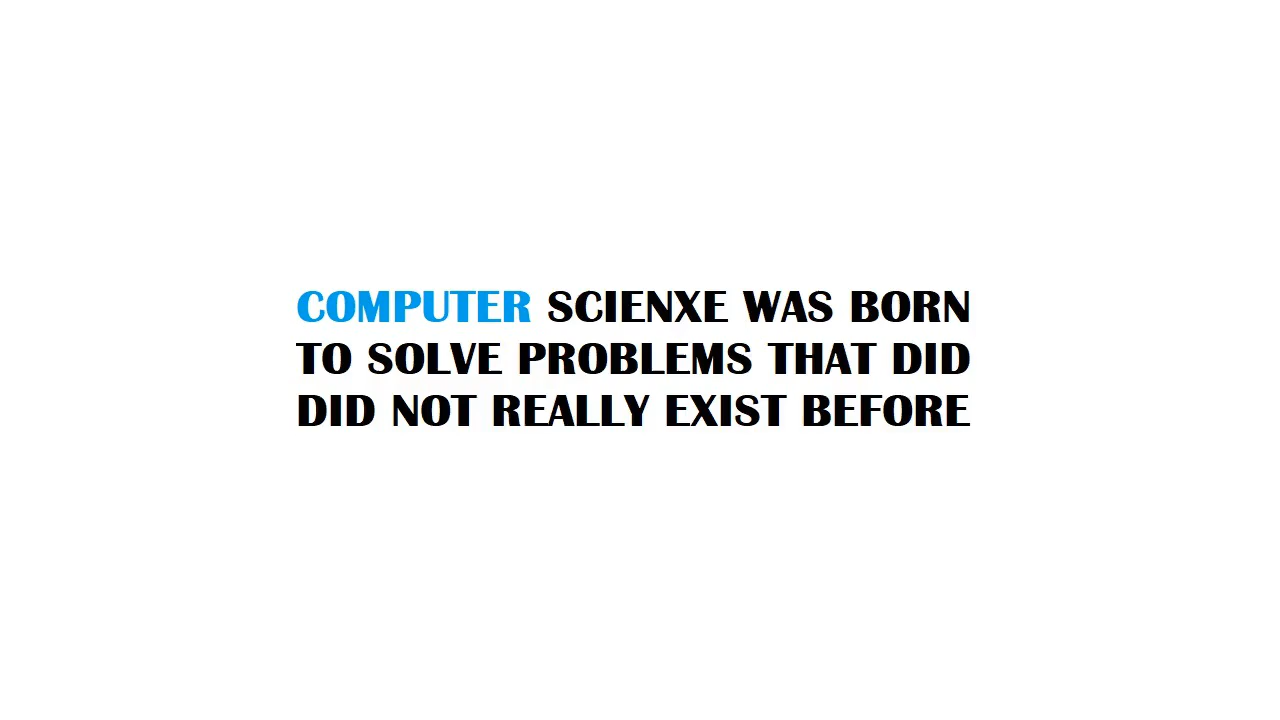 COMPUTER SCIENXE WAS BORN
TO SOLVE PROBLEMS THAT DID
DID NOT REALLY EXIST BEFORE